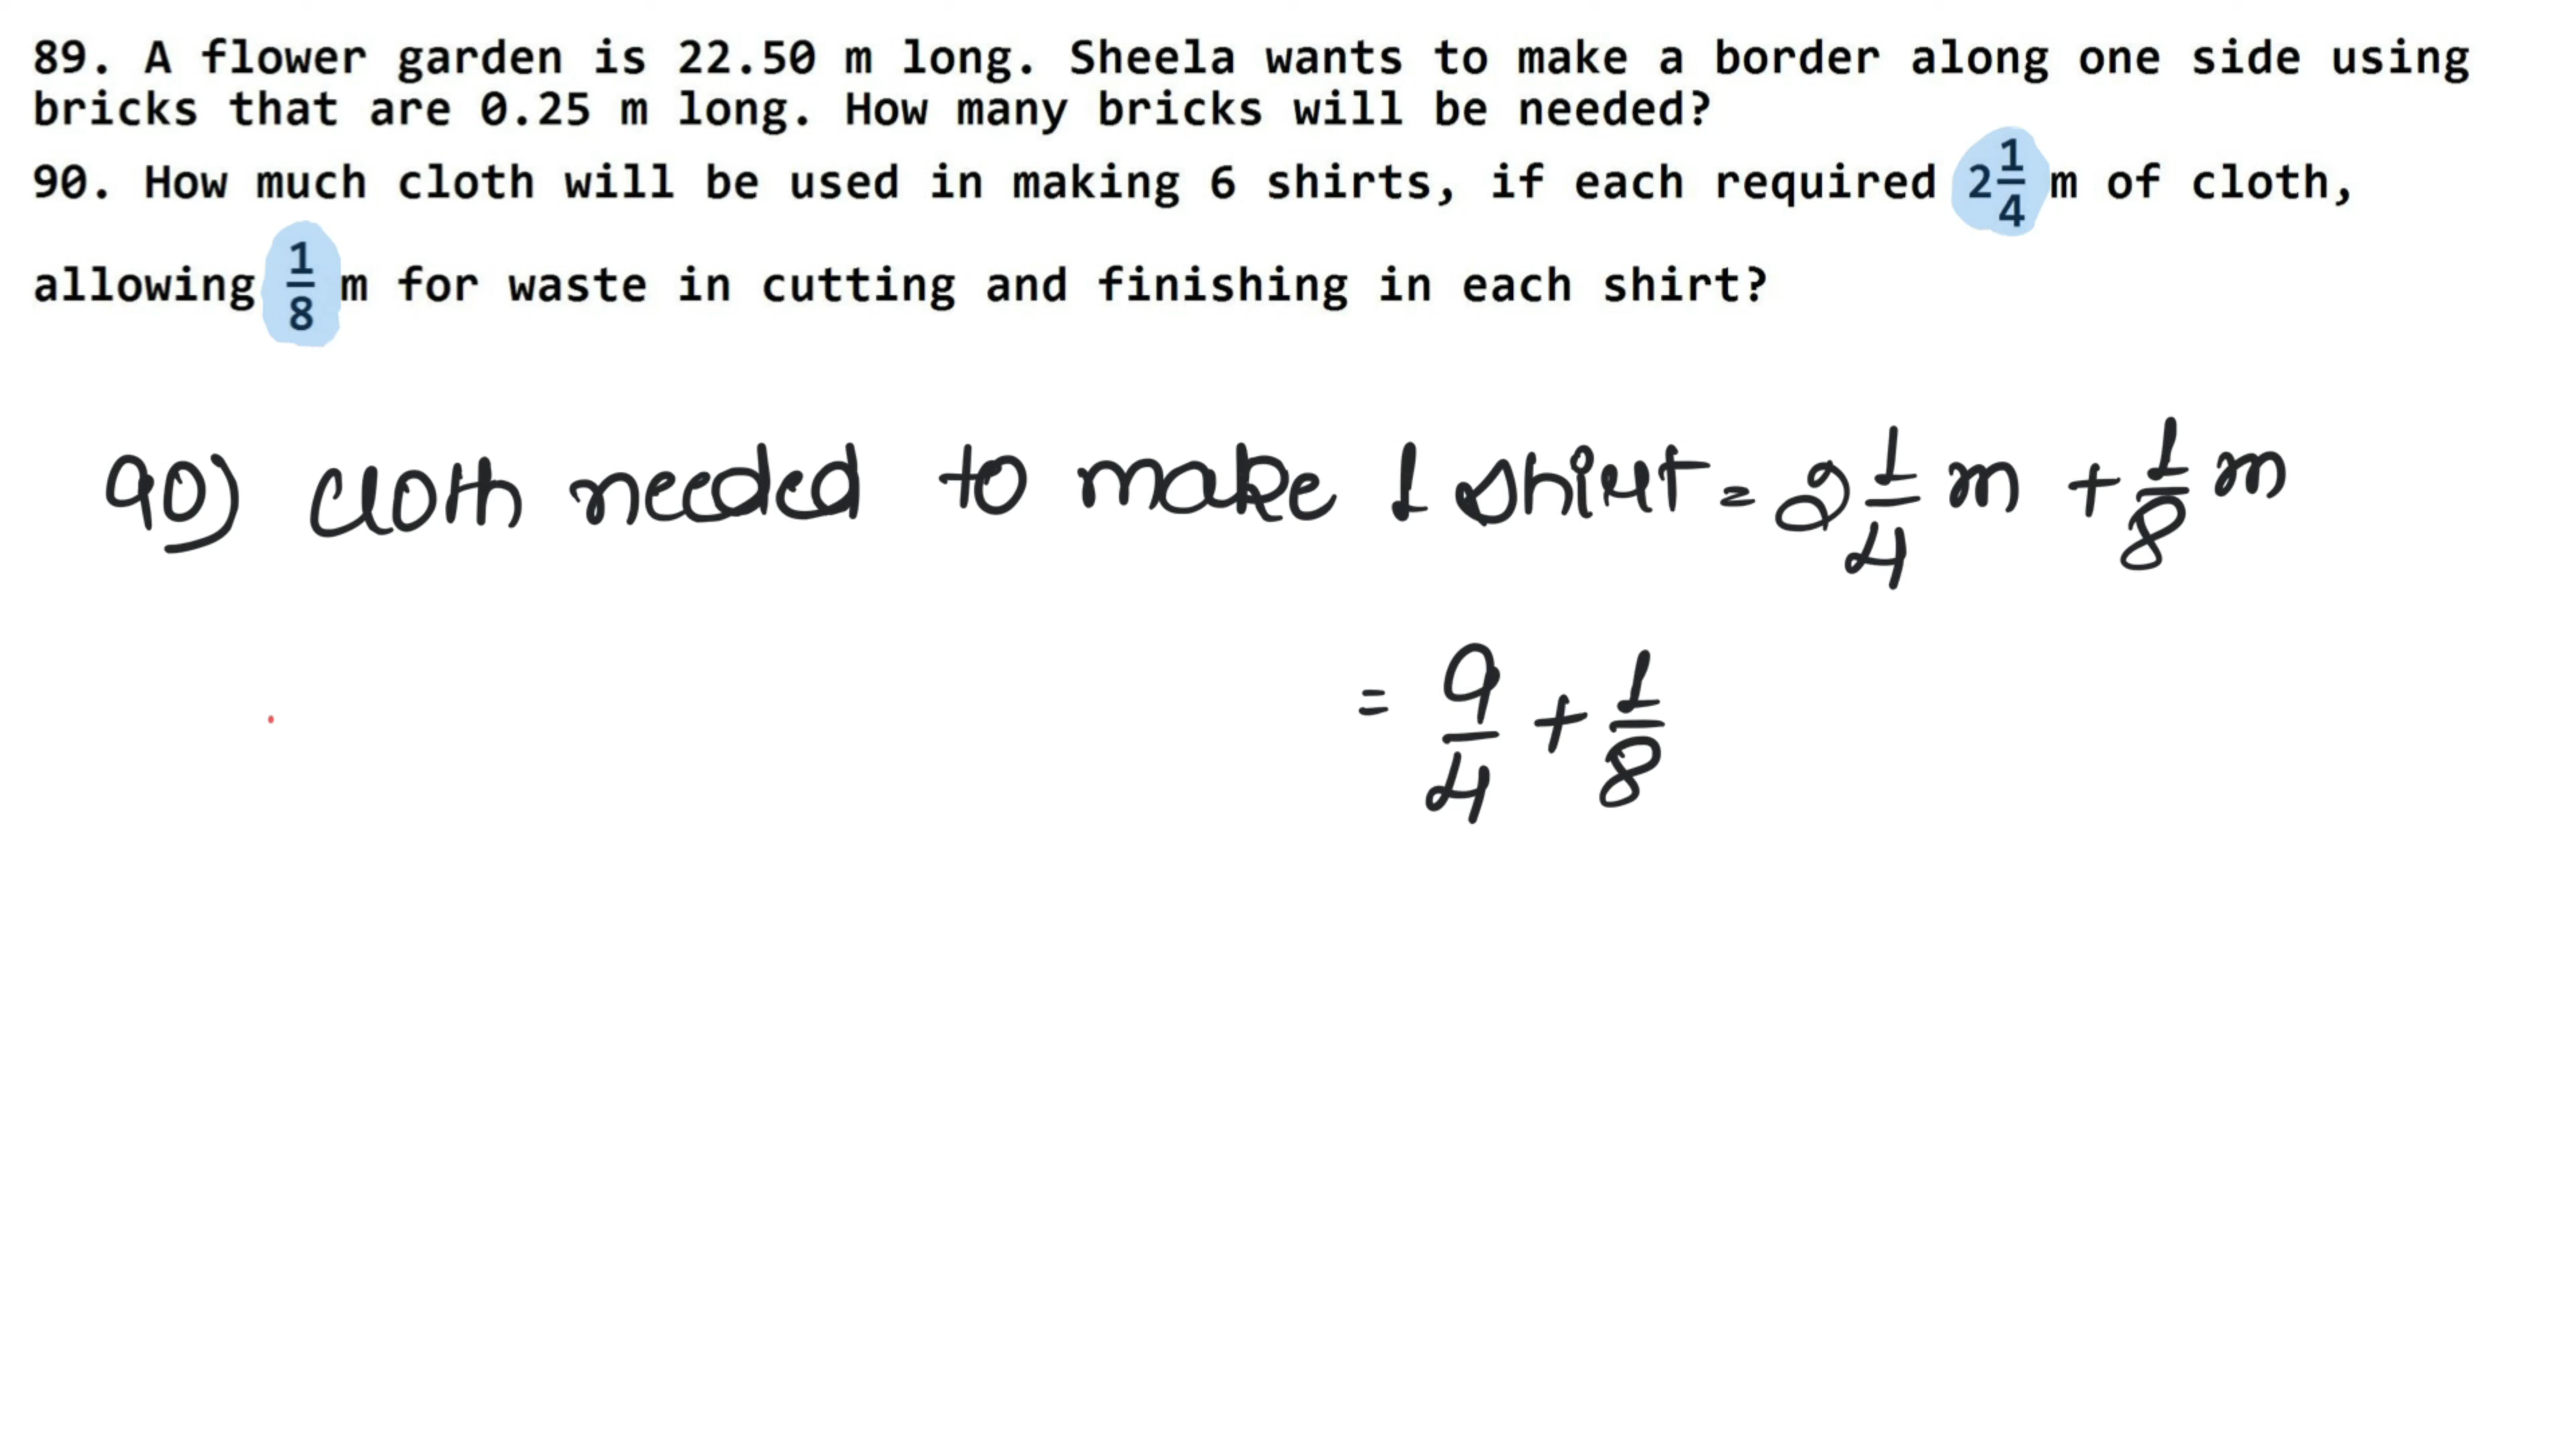 89. A flower garden is 22.50 m long. Sheela wants to make a border along one side using
bricks that are 0.25 m long. How many bricks will be needed?
90. How much cloth will be used in making 6 shirts, if each required 2 1/4 m of cloth,
allowing 1/8 m for waste in cutting and finishing in each shirt?
90) cloth needed to make 1 shirt = 2 1/4 m + 1/8 m
= 9/4 + 1/8